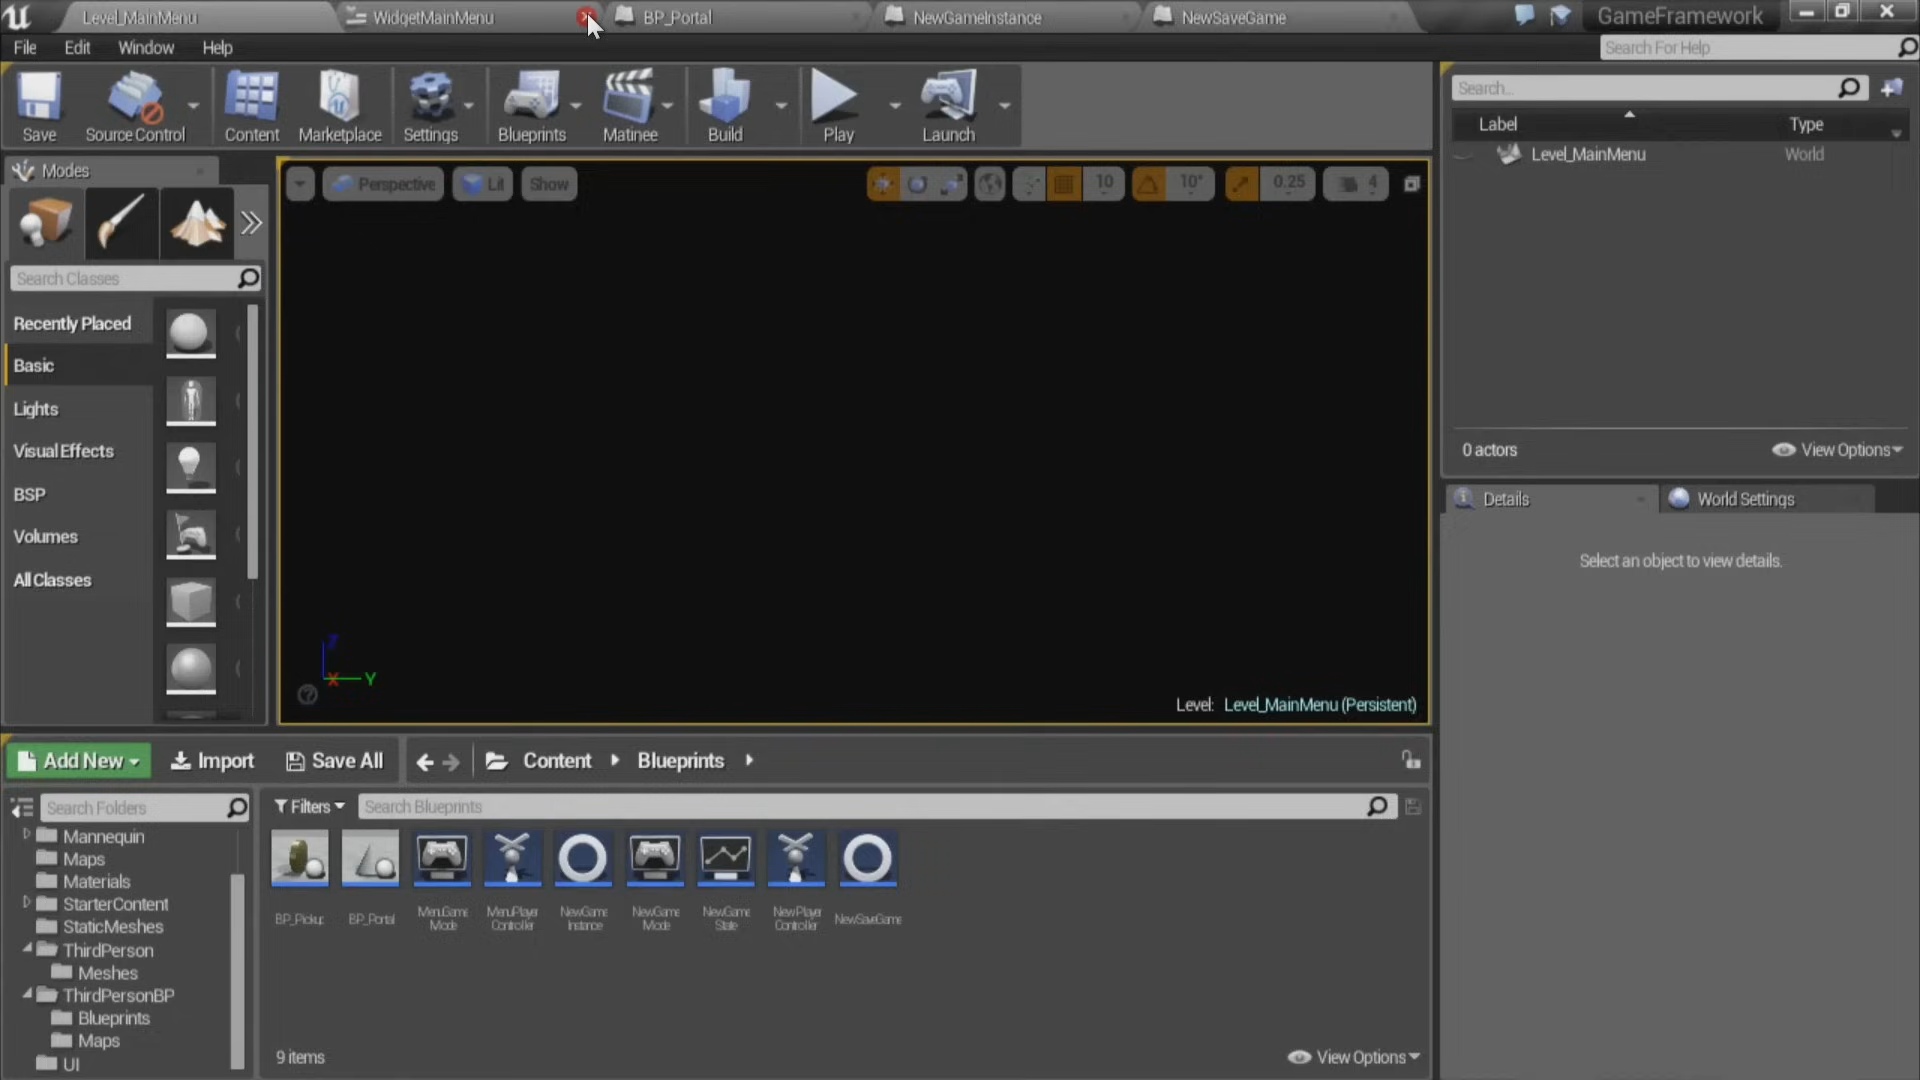 Level_MainMenu
WidgetMainMenu
BP_Portal
NewGameInstance
NewSaveGame
GameFramework
File
Edit
Window
Help
Search For Help
Save
Source Control
Content
Marketplace
Settings
Blueprints
Matinee
Build
Play
Launch
Search...
Label
Type
Level_MainMenu
World
Modes
Perspective
Lit
Show
10
10°
0.25
4
Search Classes
Recently Placed
Basic
Lights
Visual Effects
BSP
Volumes
All Classes
0 actors
View Options
Details
World Settings
Select an object to view details.
Z
X
Y
Level: Level_MainMenu (Persistent)
Add New
Import
Save All
Content
Blueprints
Search Folders
Filters
Search Blueprints
Mannequin
Maps
Materials
StarterContent
StaticMeshes
ThirdPerson
Meshes
ThirdPersonBP
Blueprints
Maps
UI
BP_Pickup
BP_Portal
MenuGame
Mode
MenuPlayer
Controller
NewGame
Instance
NewGame
Mode
NewGame
State
NewPlayer
Controller
NewSaveGame
9 items
View Options